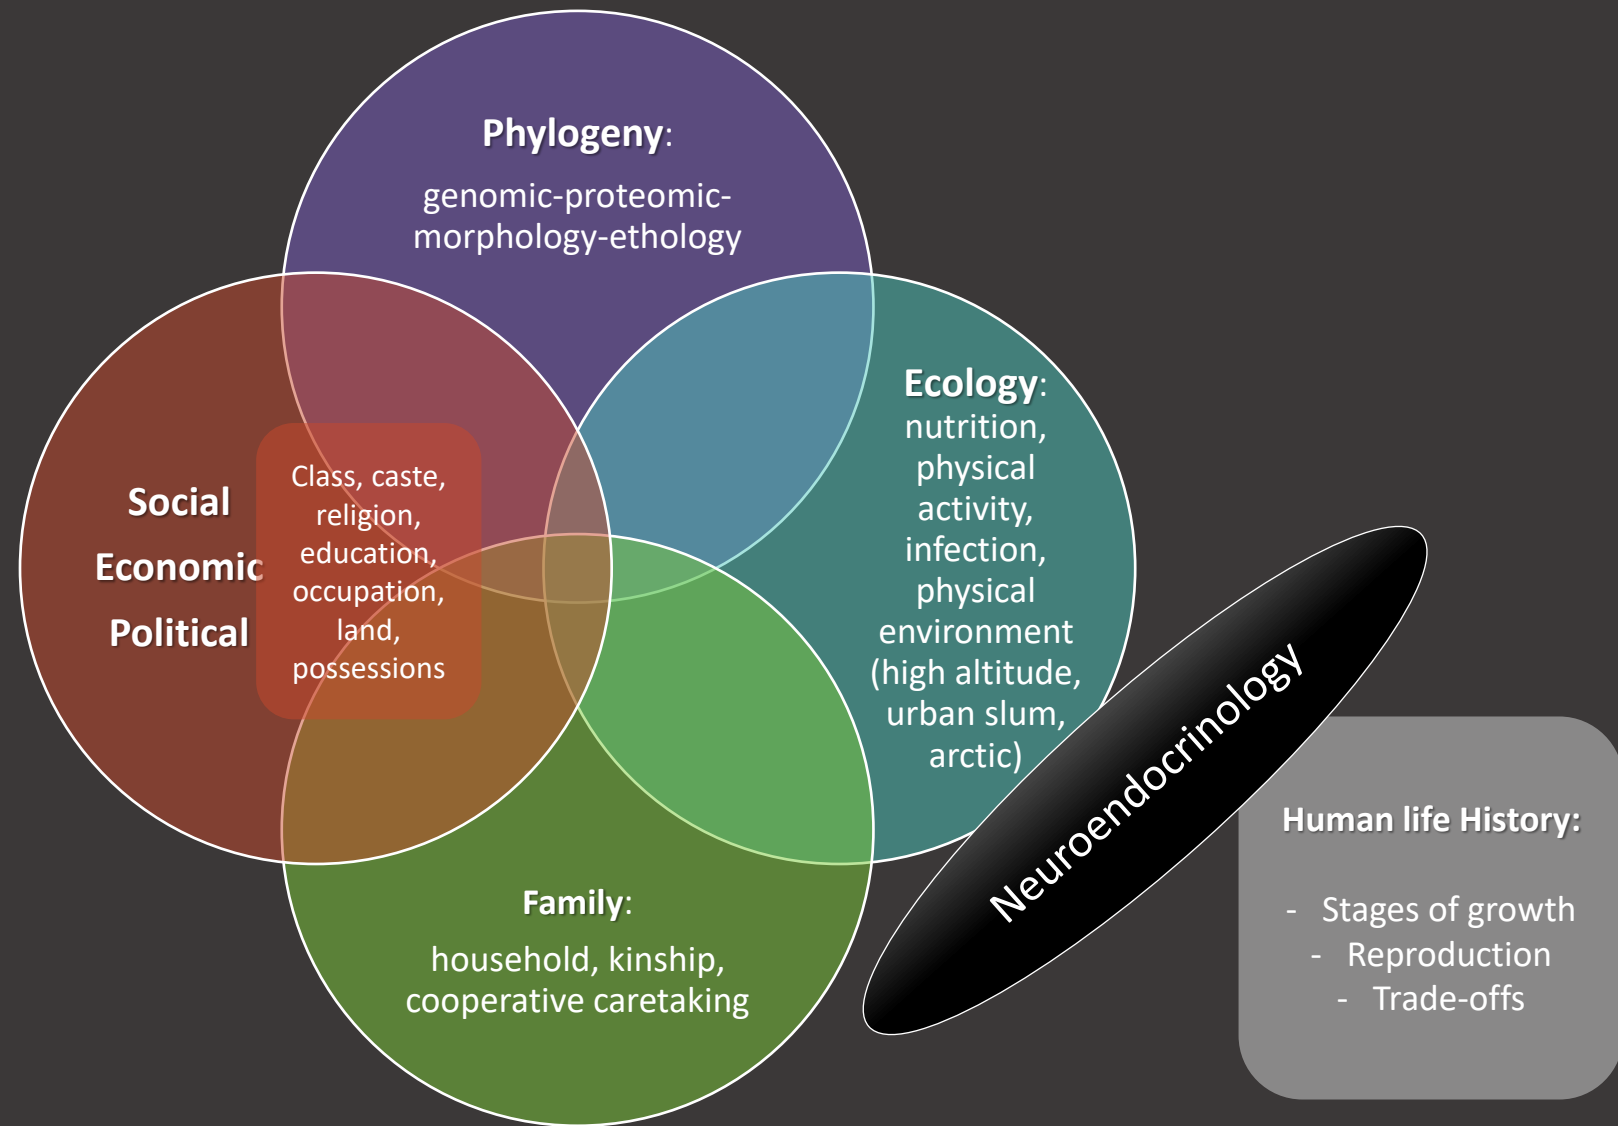 Phylogeny:
genomic-proteomic-
morphology-ethology
Social
Economic
Political
Class, caste,
religion,
education,
occupation,
land,
possessions
Ecology:
nutrition,
physical
activity,
infection,
physical
environment
(high altitude,
urban slum,
arctic)
Family:
household, kinship,
cooperative caretaking
Neuroendocrinology
Human life History:
- Stages of growth
- Reproduction
- Trade-offs